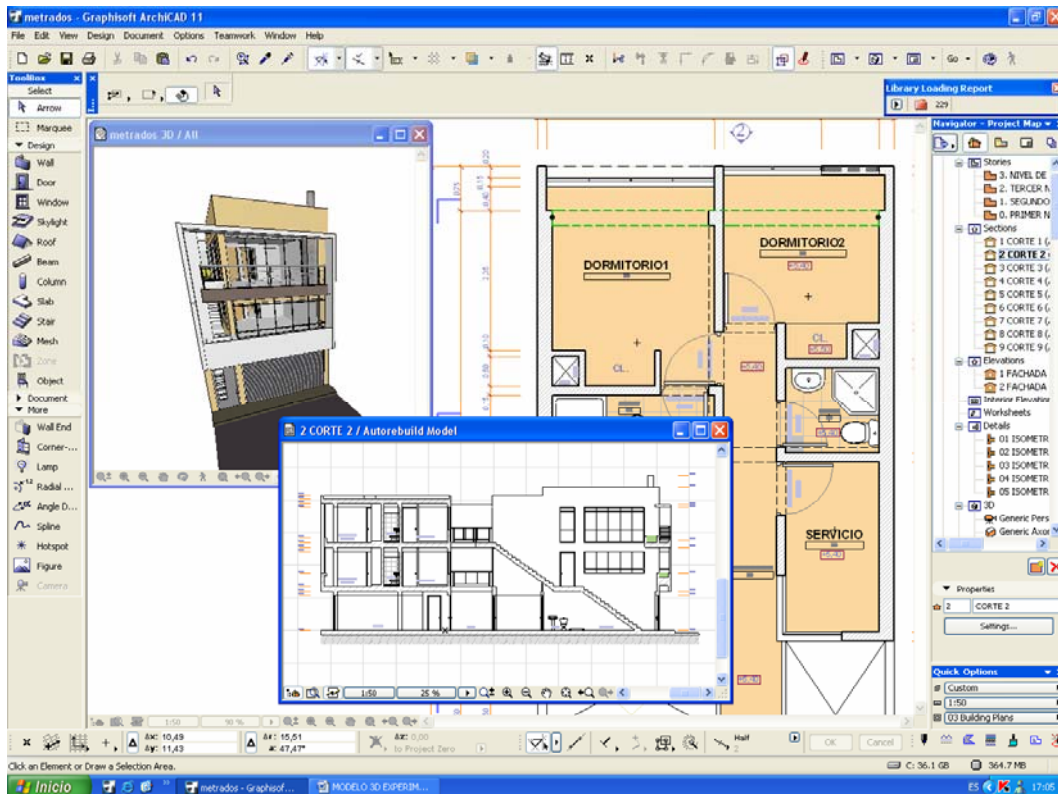 metrados - Graphisoft ArchiCAD 11
File Edit View Design Document Options Teamwork Window Help
Go
ToolBox
Select
Arrow
Marquee
Design
Wall
Door
Window
Skylight
Roof
Beam
Column
Slab
Stair
Mesh
Zone
Object
Document
More
Wall End
Corner-...
Lamp
Radial ...
Angle D...
Spline
Hotspot
Figure
Camera
metrados 3D / All
2
DORMITORIO1
DORMITORIO2
CL.
CL.
SERVICIO
2 CORTE 2 / Autorebuild Model
1:50 25 %
Library Loading Report
229
Navigator - Project Map
Stories
3. NIVEL DE
2. TERCER N
1. SEGUNDO
0. PRIMER N
Sections
1 CORTE 1 (
2 CORTE 2
3 CORTE 3 (
4 CORTE 4 (
5 CORTE 5 (
6 CORTE 6 (
7 CORTE 7 (
8 CORTE 8 (
9 CORTE 9 (
Elevations
1 FACHADA
2 FACHADA
Interior Elevation
Worksheets
Details
01 ISOMETR
02 ISOMETR
03 ISOMETR
04 ISOMETR
05 ISOMETR
3D
Generic Pers
Generic Axor
Properties
2 CORTE 2
Settings...
Quick Options
Custom
1:50
03 Building Plans
1:50 90 %
Δx: 10,49
Δy: 11,43
Δr: 15,51
α: 47,47°
Δz: 0,00
to Project Zero
Half
2
OK Cancel
Click an Element or Draw a Selection Area.
C: 36.1 GB 364.7 MB
Inicio
metrados - Graphisof...
MODELO 3D EXPERIM...
ES 17:05